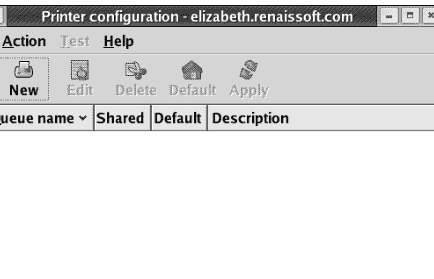 Printer configuration - elizabeth.renaissoft.com
Action Test Help
New Edit Delete Default Apply
ueue name Shared Default Description